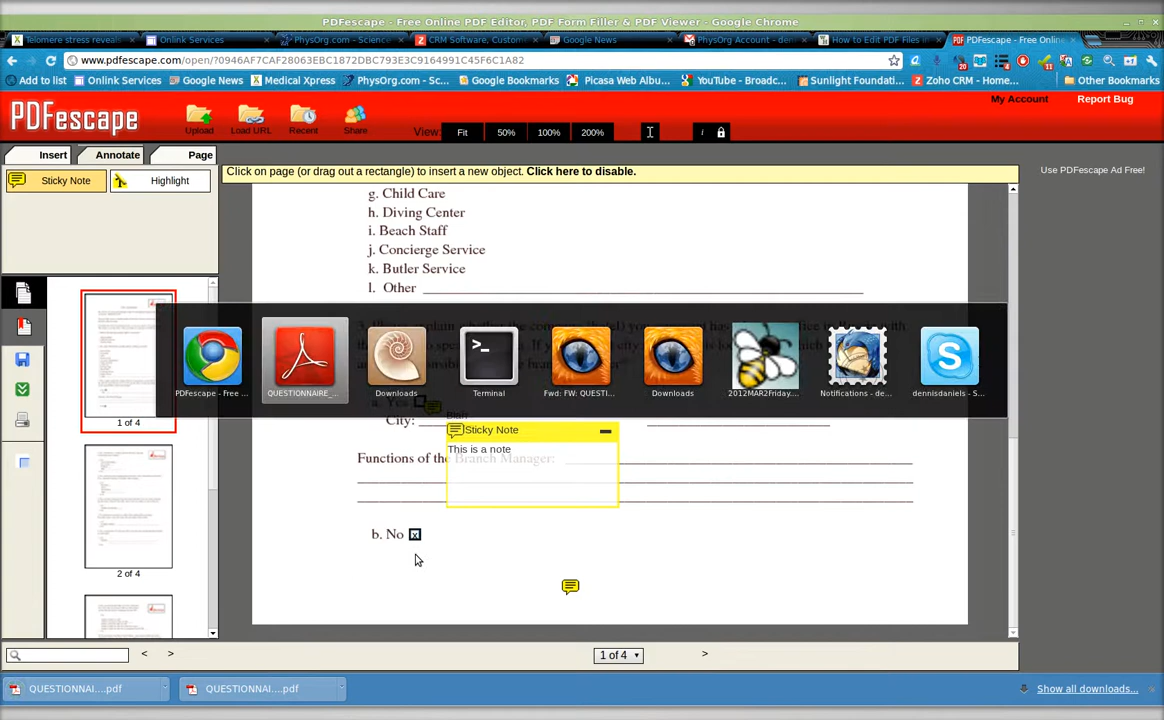 PDFescape - Free Online PDF Editor, PDF Form Filler & PDF Viewer - Google Chrome
Telomere stress reveals
Onlink Services
PhysOrg.com - Science
CRM Software, Custom
Google News
PhysOrg Account - den
How to Edit PDF Files in
PDFescape - Free Online
www.pdfescape.com/open/?0946AF7CAF28063EBC1872DBC793E3C9164991C45F6C1A82
Add to list
Onlink Services
Google News
Medical Xpress
PhysOrg.com - Sc...
Google Bookmarks
Picasa Web Albu...
YouTube - Broadc...
Sunlight Foundati...
Zoho CRM - Home...
Other Bookmarks
PDFescape
Upload
Load URL
Recent
Share
View:
Fit
50%
100%
200%
i
My Account
Report Bug
Insert
Annotate
Page
Click on page (or drag out a rectangle) to insert a new object. Click here to disable.
Use PDFescape Ad Free!
Sticky Note
Highlight
g. Child Care
h. Diving Center
i. Beach Staff
j. Concierge Service
k. Butler Service
l. Other
PDFescape - Free ...
QUESTIONNAIRE_...
Downloads
Terminal
Fwd: FW: QUESTI...
Downloads
2012MAR2Friday....
Notifications - de...
dennisdaniels - S...
a. Yes
City:
Sticky Note
This is a note
Functions of the Branch Manager:
b. No x
1 of 4
2 of 4
<
>
1 of 4
>
QUESTIONNAI....pdf
QUESTIONNAI....pdf
Show all downloads...